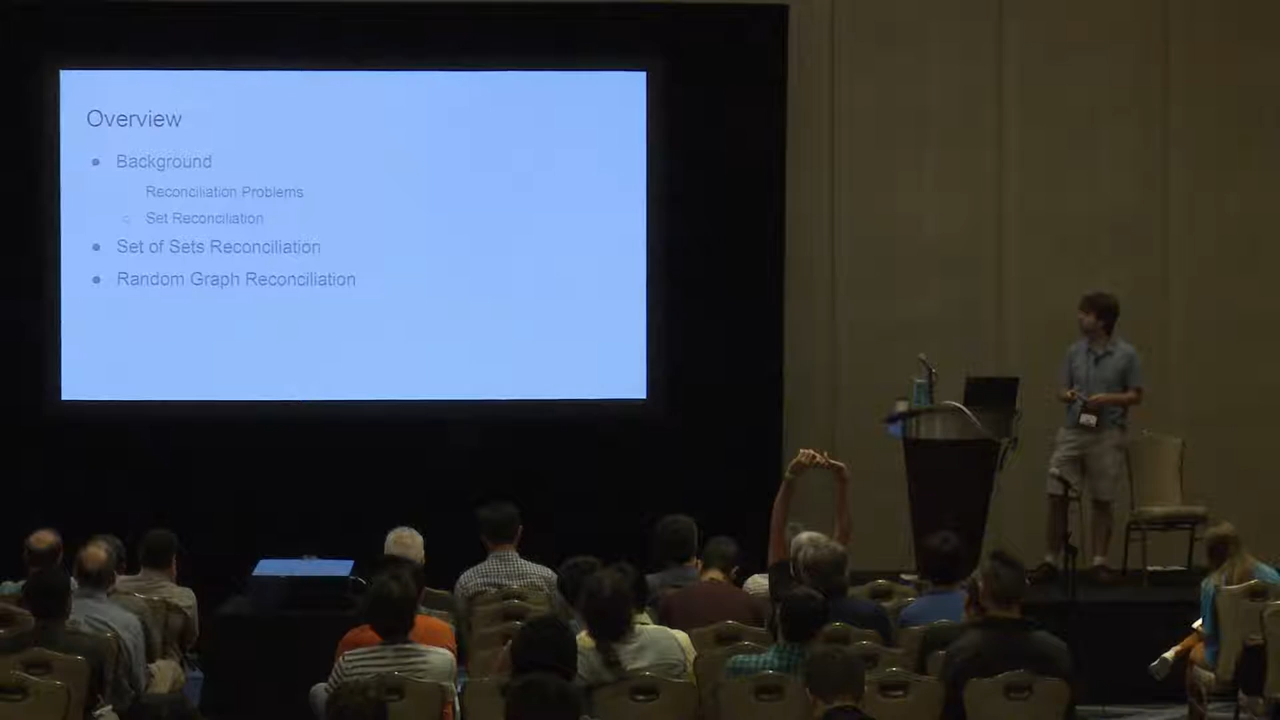 Overview
Background
Reconciliation Problems
Set Reconciliation
Set of Sets Reconciliation
Random Graph Reconciliation